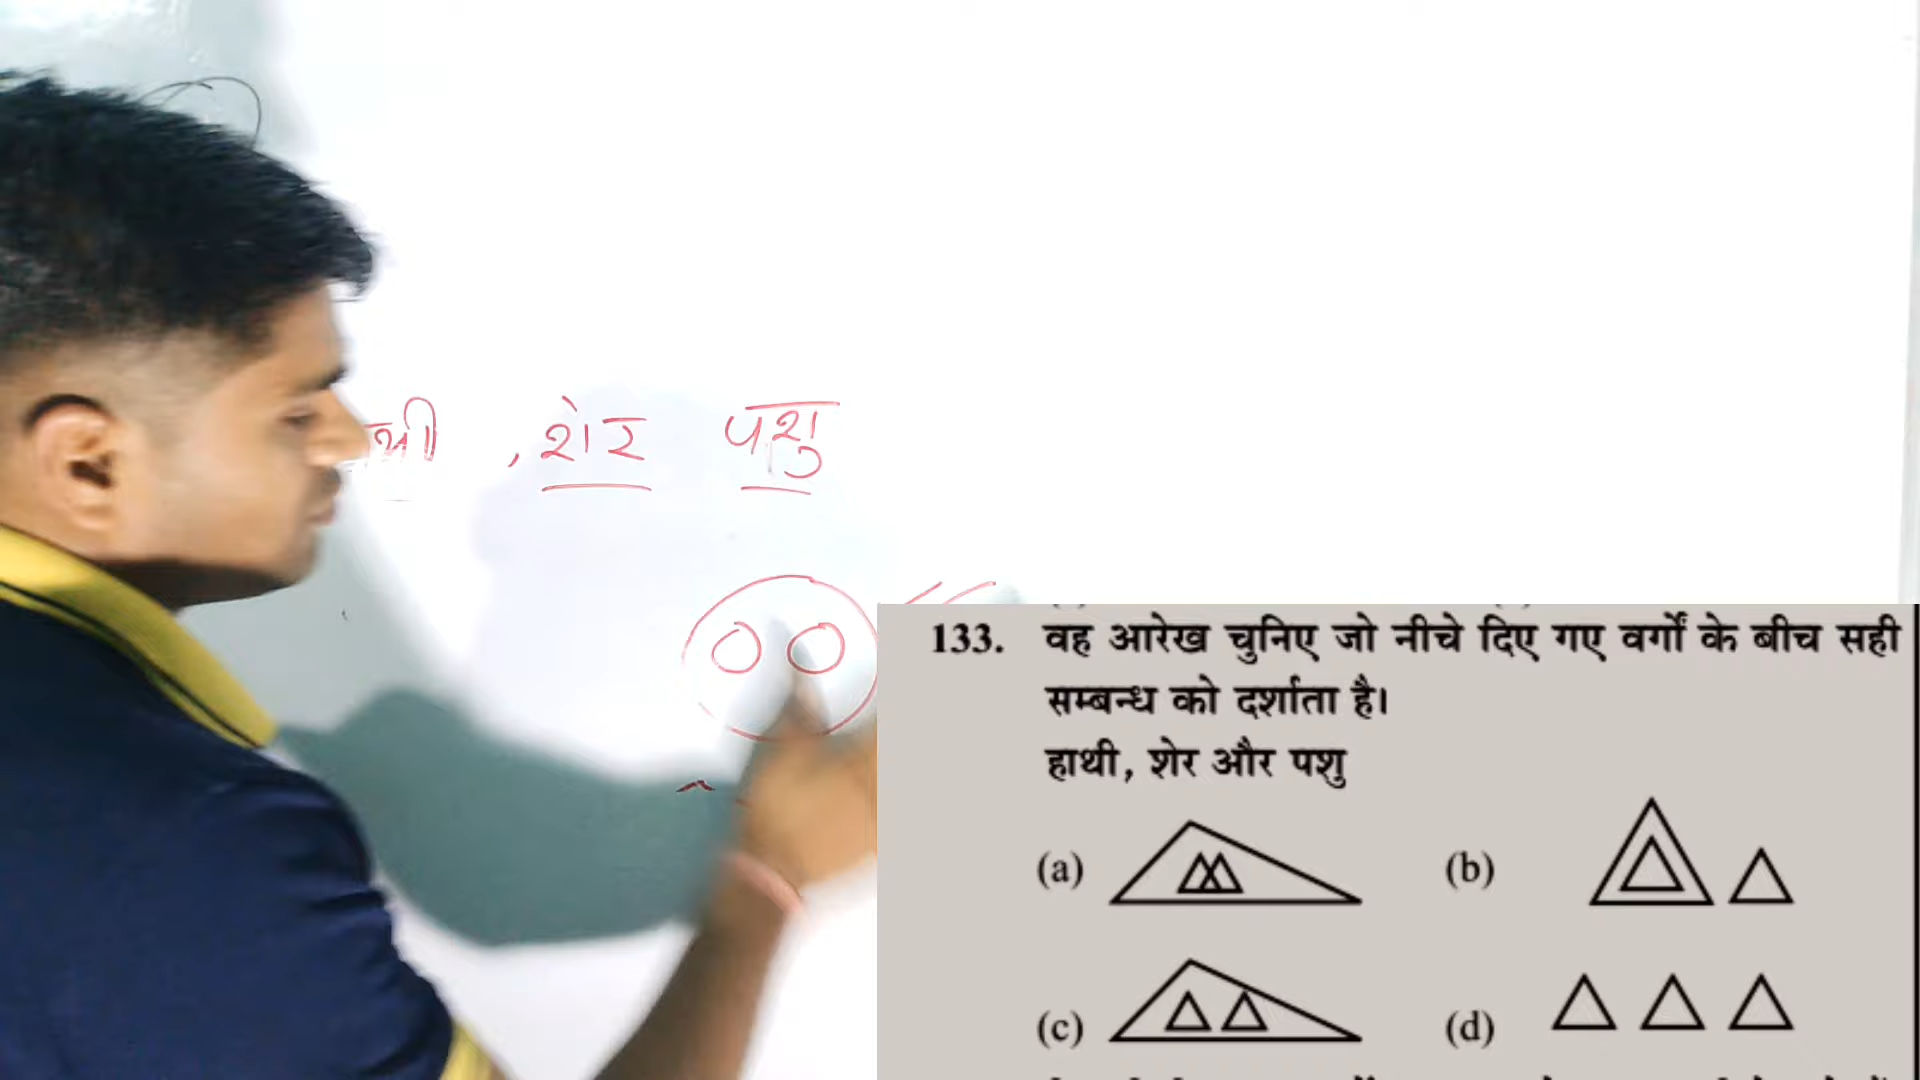 , शेर पशु
133. वह आरेख चुनिए जो नीचे दिए गए वर्गों के बीच सही
सम्बन्ध को दर्शाता है।
हाथी, शेर और पशु
(a) (b)
(c) (d)